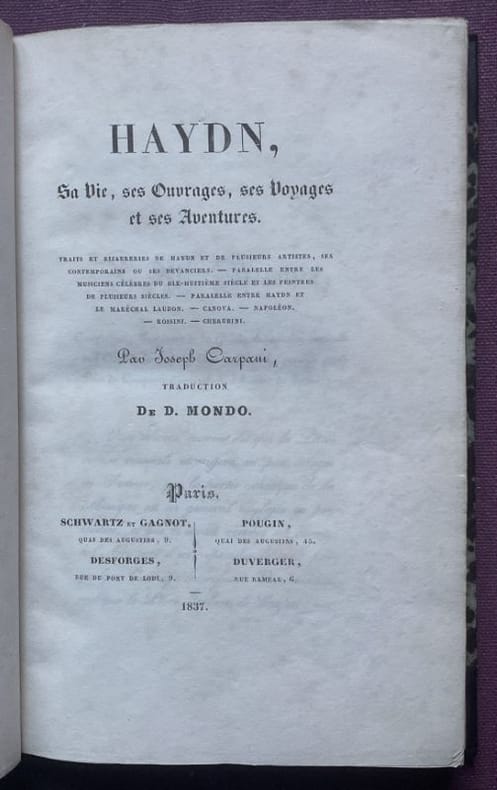 HAYDN,
Sa Vie, ses Ouvrages, ses Voyages
et ses Aventures.
TRAITS ET BIZARRERIES DE HAYDN ET DE PLUSIEURS ARTISTES, SES
CONTEMPORAINS OU SES DEVANCIERS. — PARALELLE ENTRE LES
MUSICIENS CÉLÈBRES DU DIX-HUITIÈME SIÈCLE ET LES PEINTRES
DE PLUSIEURS SIÈCLES. — PARALELLE ENTRE HAYDN ET
LE MARÉCHAL LAUDON. — CANOVA. — NAPOLÉON.
— ROSSINI. — CHERUBINI.
Par Joseph Carpani,
TRADUCTION
DE D. MONDO.
Paris.
SCHWARTZ ET GAGNOT,
QUAI DES AUGUSTINS, 9.
DESFORGES,
RUE DU PONT DE LODI, 9.
POUGIN,
QUAI DES AUGUSTINS, 45.
DUVERGER,
RUE RAMEAU, 6.
1837.